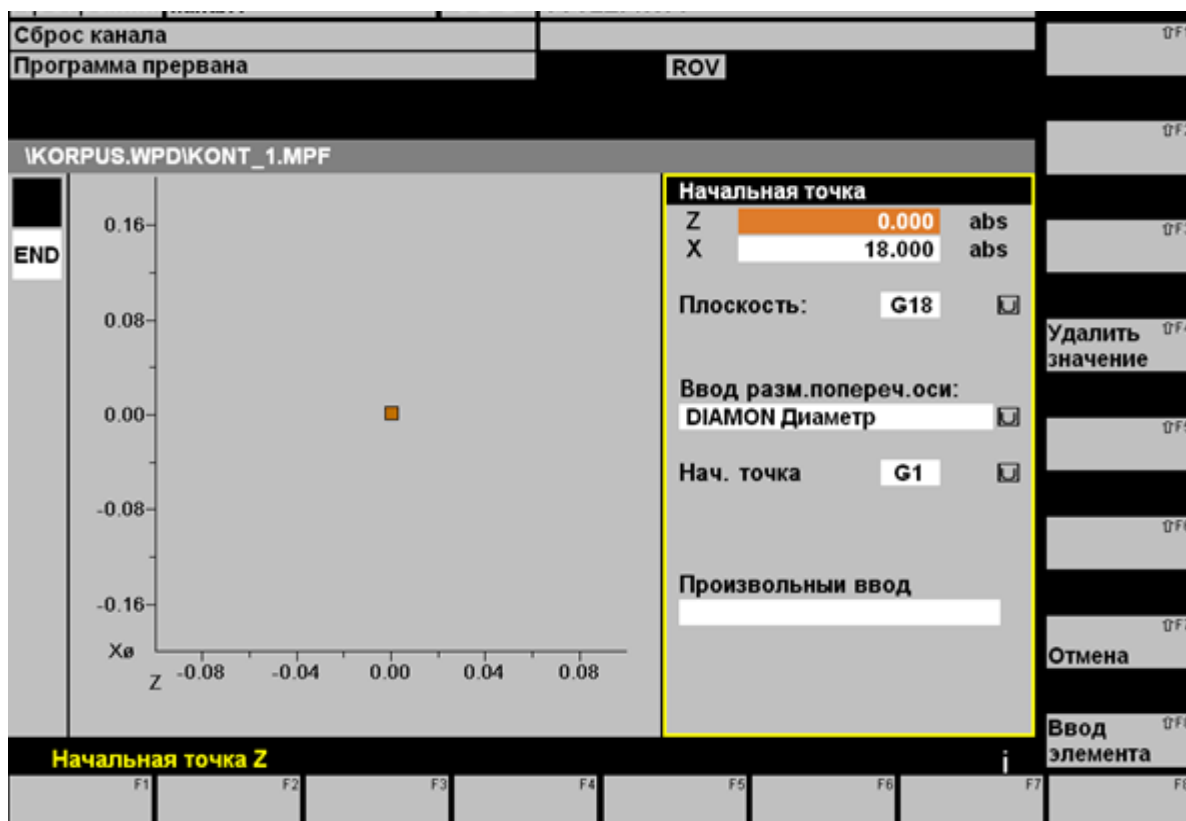 Сброс канала
Программа прервана
ROV
\KORPUS.WPD\KONT_1.MPF
END
0.16
0.08
0.00
-0.08
-0.16
Xø
Z
-0.08
-0.04
0.00
0.04
0.08
Начальная точка
Z 0.000 abs
X 18.000 abs
Плоскость: G18
Ввод разм.попереч.оси:
DIAMON Диаметр
Нач. точка G1
Произвольный ввод
Удалить
значение
Отмена
Ввод
элемента
Начальная точка Z
i
F1
F2
F3
F4
F5
F6
F7